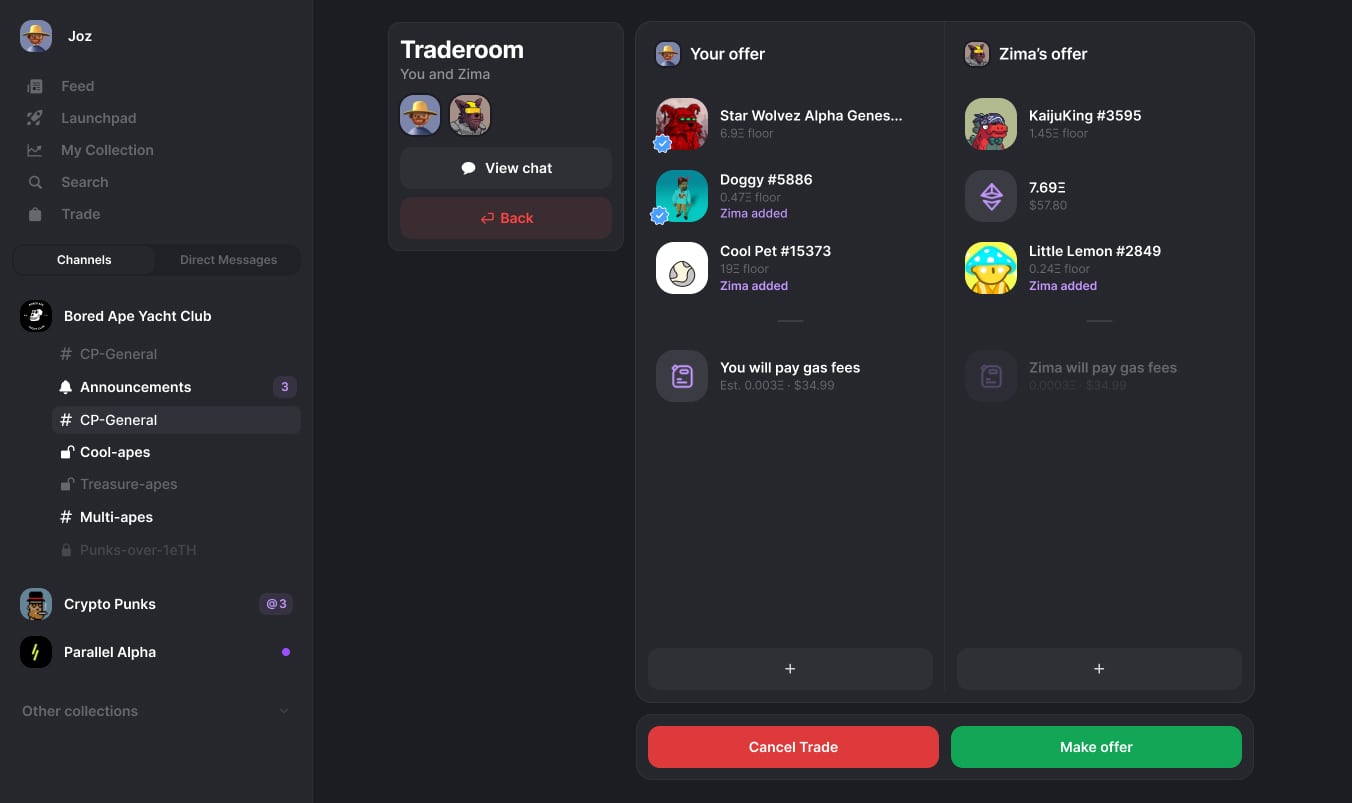 Joz
Feed
Launchpad
My Collection
Search
Trade
Channels
Direct Messages
Bored Ape Yacht Club
# CP-General
Announcements
3
# CP-General
Cool-apes
Treasure-apes
# Multi-apes
Punks-over-1eTH
Crypto Punks
@3
Parallel Alpha
Other collections
Traderoom
You and Zima
View chat
Back
Your offer
Star Wolvez Alpha Genes...
6.9Ξ floor
Doggy #5886
0.47Ξ floor
Zima added
Cool Pet #15373
19Ξ floor
Zima added
You will pay gas fees
Est. 0.003Ξ · $34.99
+
Zima’s offer
KaijuKing #3595
1.45Ξ floor
7.69Ξ
$57.80
Little Lemon #2849
0.24Ξ floor
Zima added
Zima will pay gas fees
0.0003Ξ · $34.99
+
Cancel Trade
Make offer